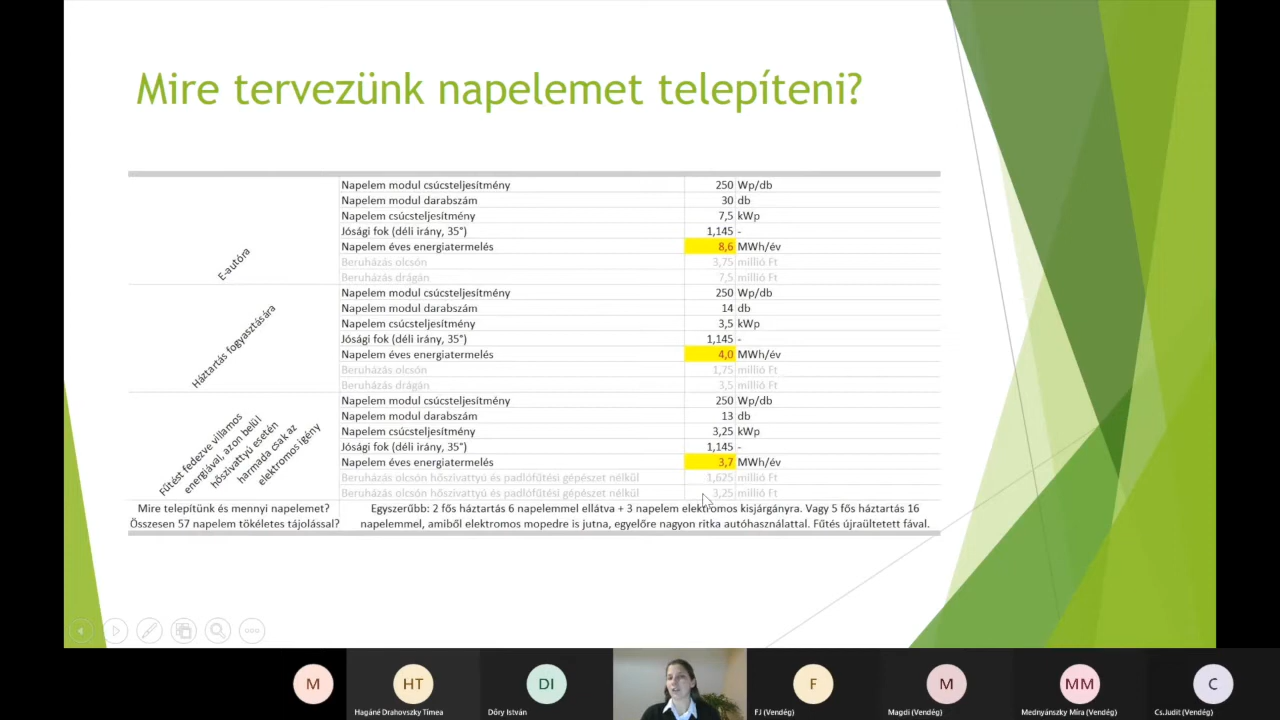 Mire tervezünk napelemet telepíteni?
E-autóra
Napelem modul csúcsteljesítmény 250 Wp/db
Napelem modul darabszám 30 db
Napelem csúcsteljesítmény 7,5 kWp
Jósági fok (déli irány, 35°) 1,145 -
Napelem éves energiatermelés 8,6 MWh/év
Beruházás olcsón 3,75 millió Ft
Beruházás drágán 7,5 millió Ft
Háztartás fogyasztására
Napelem modul csúcsteljesítmény 250 Wp/db
Napelem modul darabszám 14 db
Napelem csúcsteljesítmény 3,5 kWp
Jósági fok (déli irány, 35°) 1,145 -
Napelem éves energiatermelés 4,0 MWh/év
Beruházás olcsón 1,75 millió Ft
Beruházás drágán 3,5 millió Ft
Fűtést fedezve villamos
energiával, azon belül
hőszivattyú esetén
harmada csak az
elektromos igény
Napelem modul csúcsteljesítmény 250 Wp/db
Napelem modul darabszám 13 db
Napelem csúcsteljesítmény 3,25 kWp
Jósági fok (déli irány, 35°) 1,145 -
Napelem éves energiatermelés 3,7 MWh/év
Beruházás olcsón hőszivattyú és padlófűtési gépészet nélkül 1,625 millió Ft
Beruházás olcsón hőszivattyú és padlófűtési gépészet nélkül 3,25 millió Ft
Mire telepítünk és mennyi napelemet?
Összesen 57 napelem tökéletes tájolással?
Egyszerűbb: 2 fős háztartás 6 napelemmel ellátva + 3 napelem elektromos kisjárgányra. Vagy 5 fős háztartás 16
napelemmel, amiből elektromos mopedre is jutna, egyelőre nagyon ritka autóhasználattal. Fűtés újraültetett fával.
M
HT
Hagáné Drahovszky Tímea
DI
Dőry István
F
FJ (Vendég)
M
Magdi (Vendég)
MM
Mednyánszky Míra (Vendég)
C
Cs.Judit (Vendég)